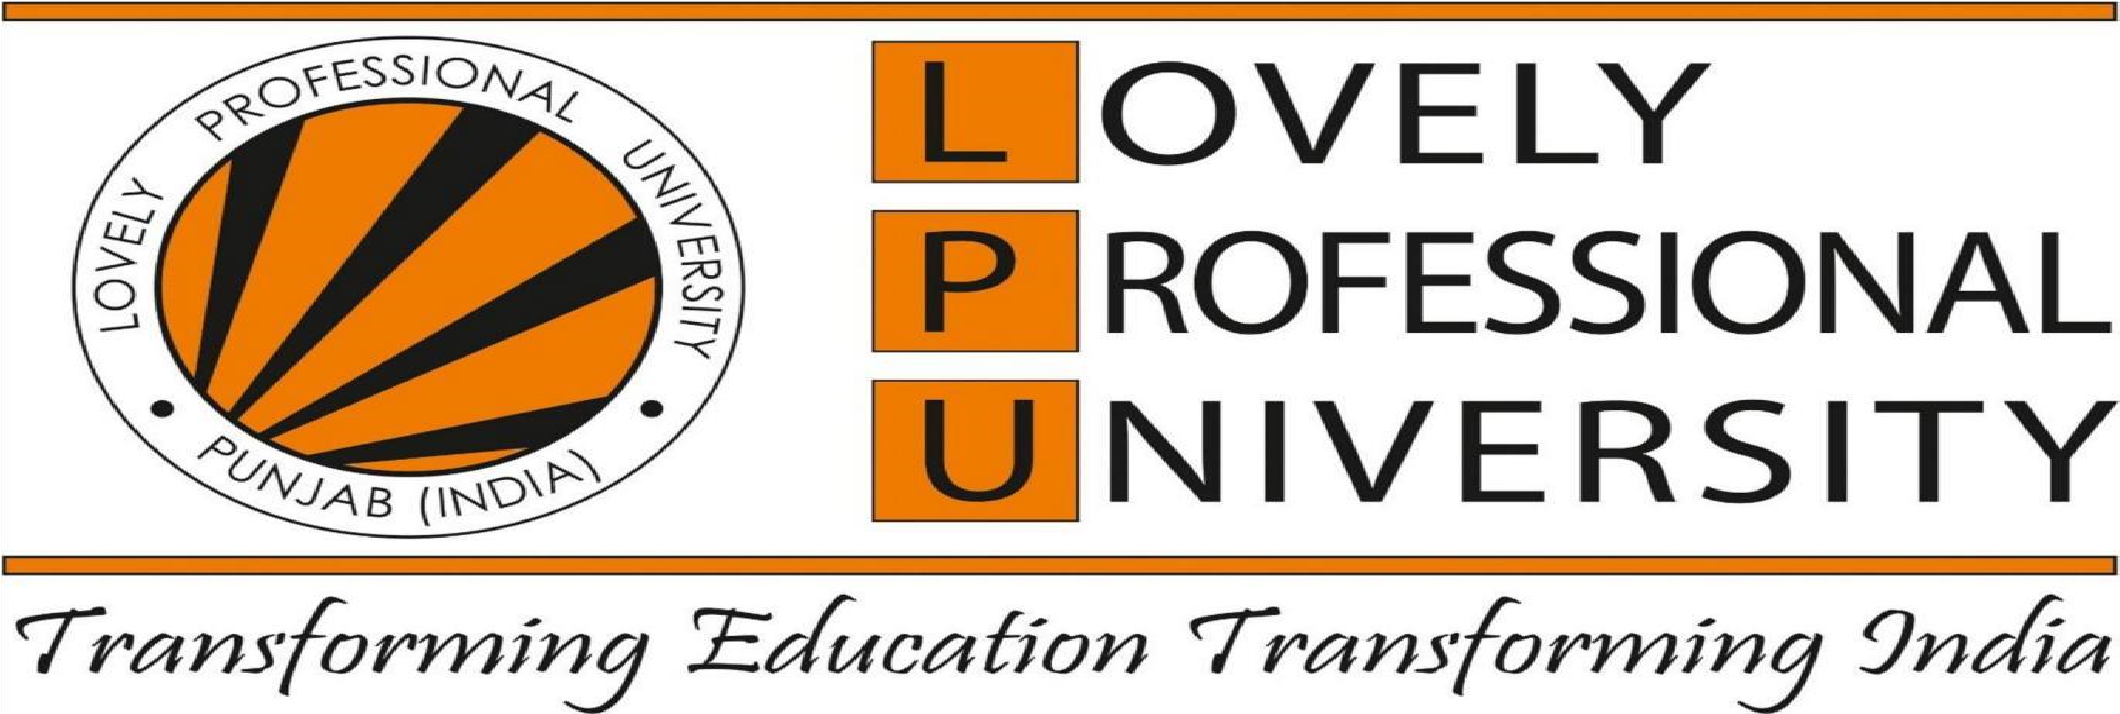 LOVELY PROFESSIONAL UNIVERSITY
• PUNJAB (INDIA) •
LOVELY
PROFESSIONAL
UNIVERSITY
Transforming Education Transforming India